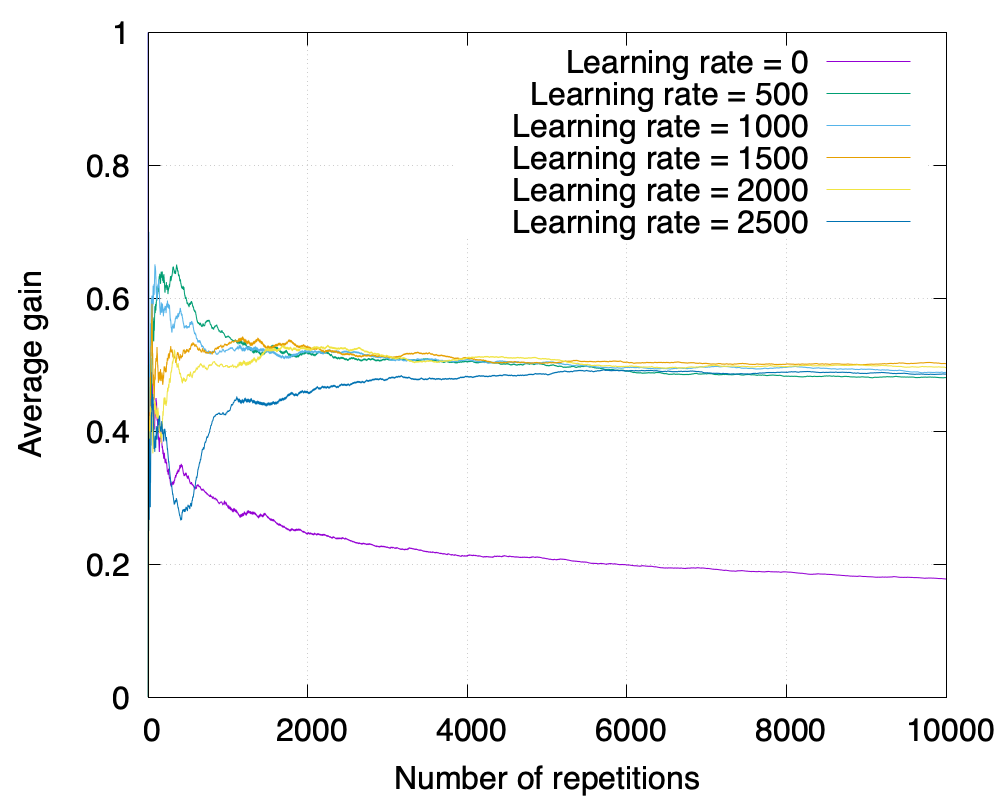 1
0.8
0.6
0.4
0.2
0
0 2000 4000 6000 8000 10000
Average gain
Number of repetitions
Learning rate = 0
Learning rate = 500
Learning rate = 1000
Learning rate = 1500
Learning rate = 2000
Learning rate = 2500